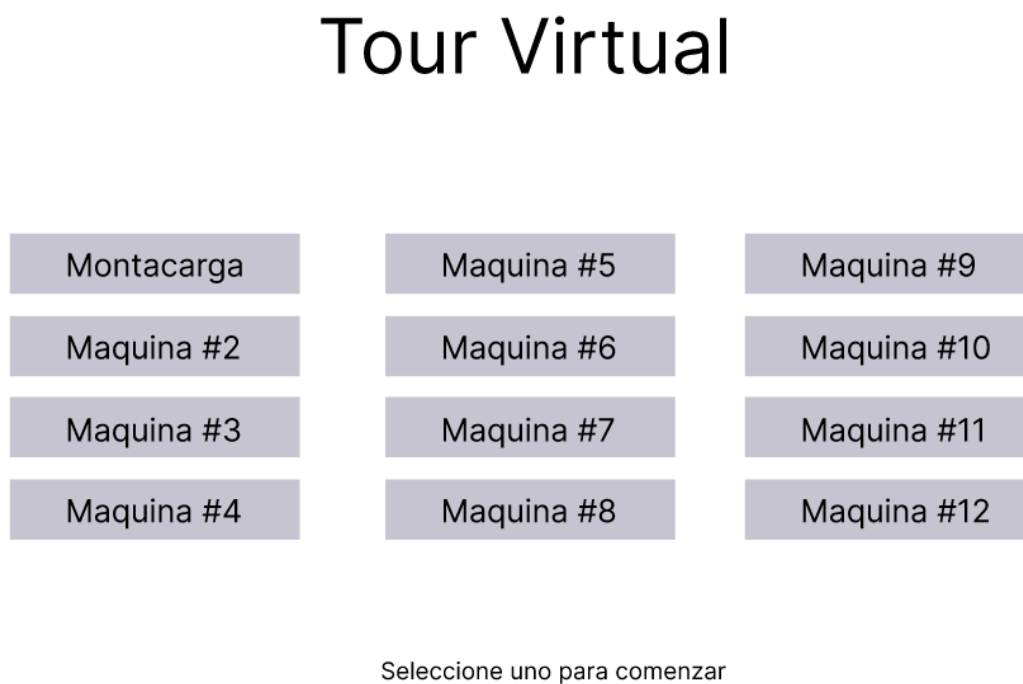 Tour Virtual
Montacarga
Maquina #2
Maquina #3
Maquina #4
Maquina #5
Maquina #6
Maquina #7
Maquina #8
Maquina #9
Maquina #10
Maquina #11
Maquina #12
Seleccione uno para comenzar